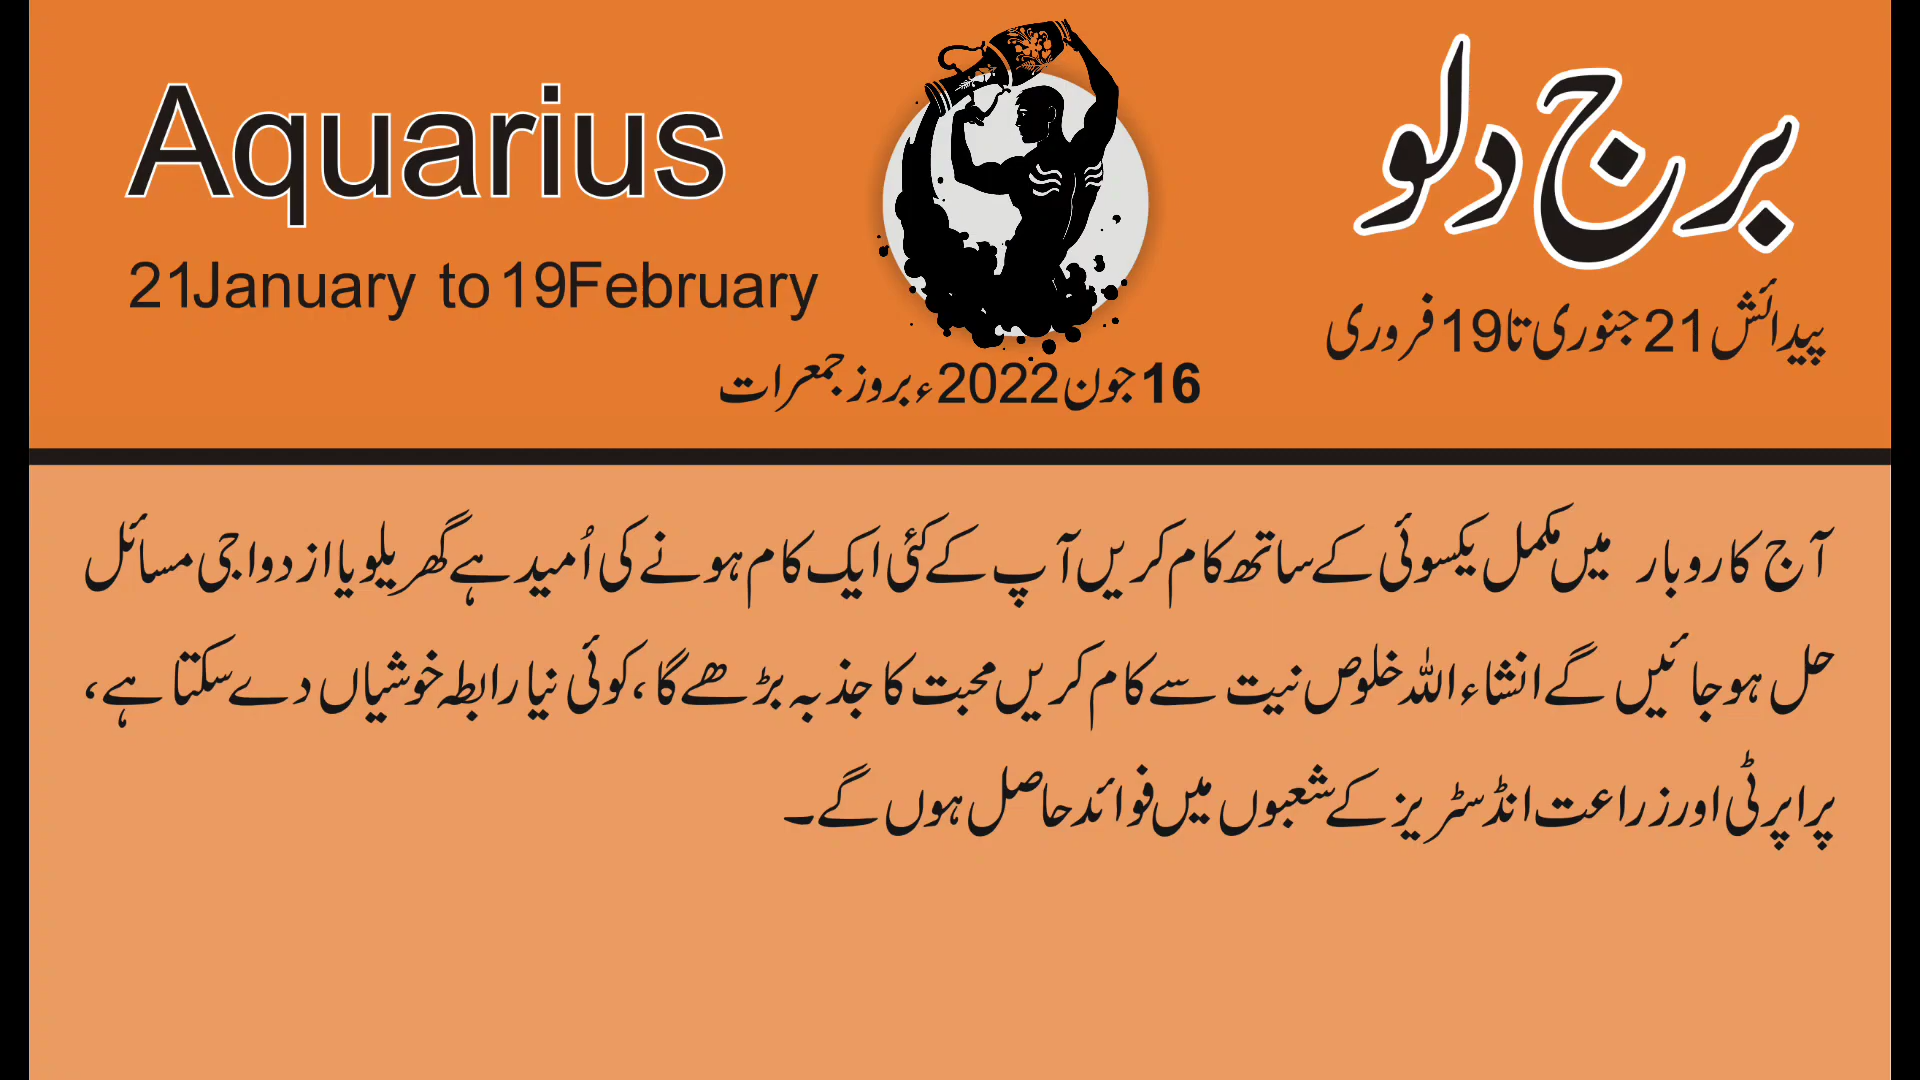 Aquarius
برج دلو
21January to 19February
پیدائش 21 جنوری تا 19 فروری
16 جون 2022ء بروز جمعرات
آج کاروبار میں مکمل یکسوئی کے ساتھ کام کریں آپ کے کئی ایک کام ہونے کی اُمید ہے گھریلو یا ازدواجی مسائل
حل ہوجائیں گے انشاء اللہ خلوص نیت سے کام کریں محبت کا جذبہ بڑھے گا، کوئی نیا رابطہ خوشیاں دے سکتا ہے،
پراپرٹی اور زراعت انڈسٹریز کے شعبوں میں فوائد حاصل ہوں گے۔